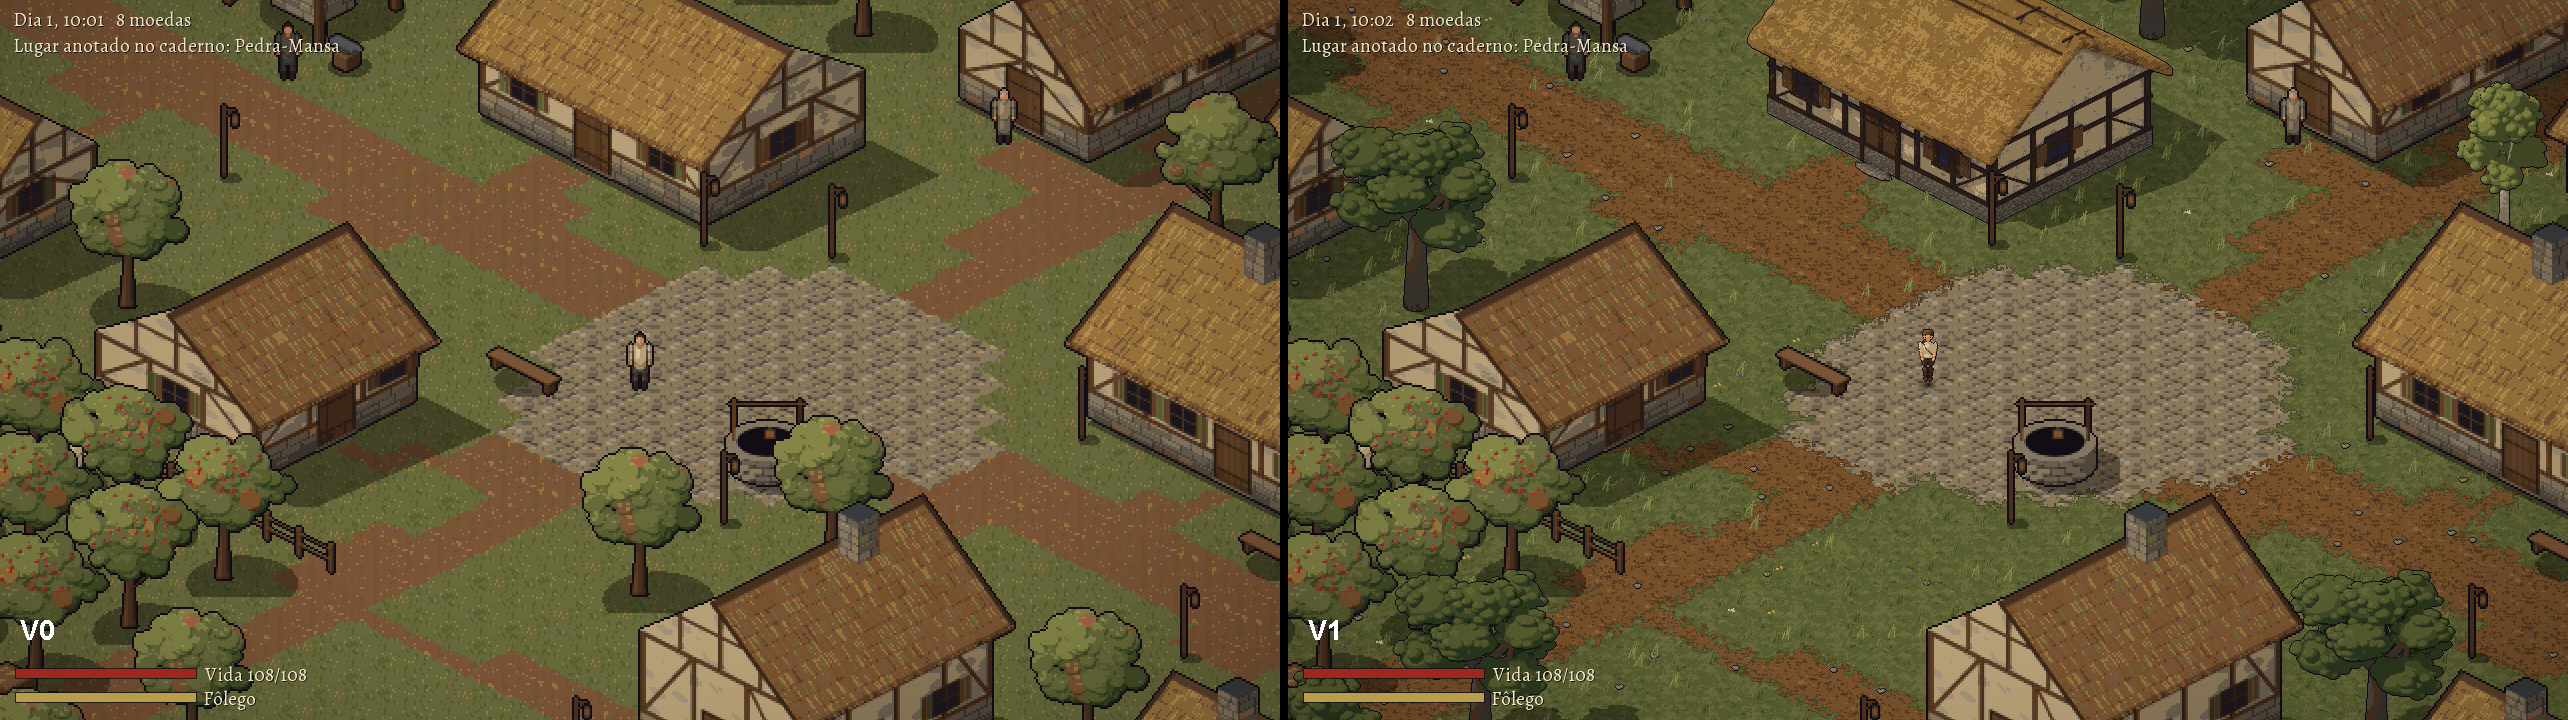 Dia 1, 10:01 8 moedas
Lugar anotado no caderno: Pedra-Mansa
V0
Vida 108/108
Fôlego
Dia 1, 10:02 8 moedas
Lugar anotado no caderno: Pedra-Mansa
V1
Vida 108/108
Fôlego